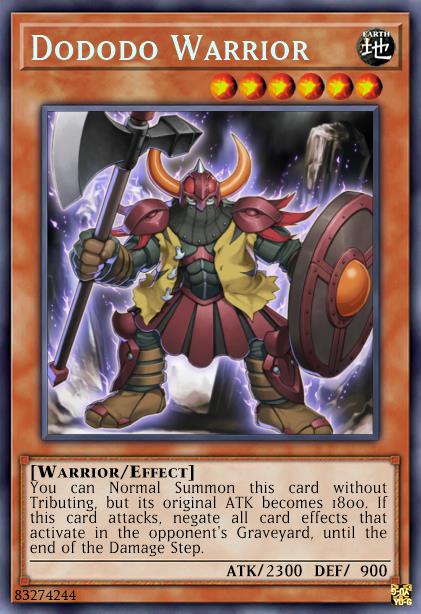 Dododo Warrior
EARTH
地
[Warrior/Effect]
You can Normal Summon this card without
Tributing, but its original ATK becomes 1800. If
this card attacks, negate all card effects that
activate in the opponent's Graveyard, until the
end of the Damage Step.
ATK/2300 DEF/ 900
83274244